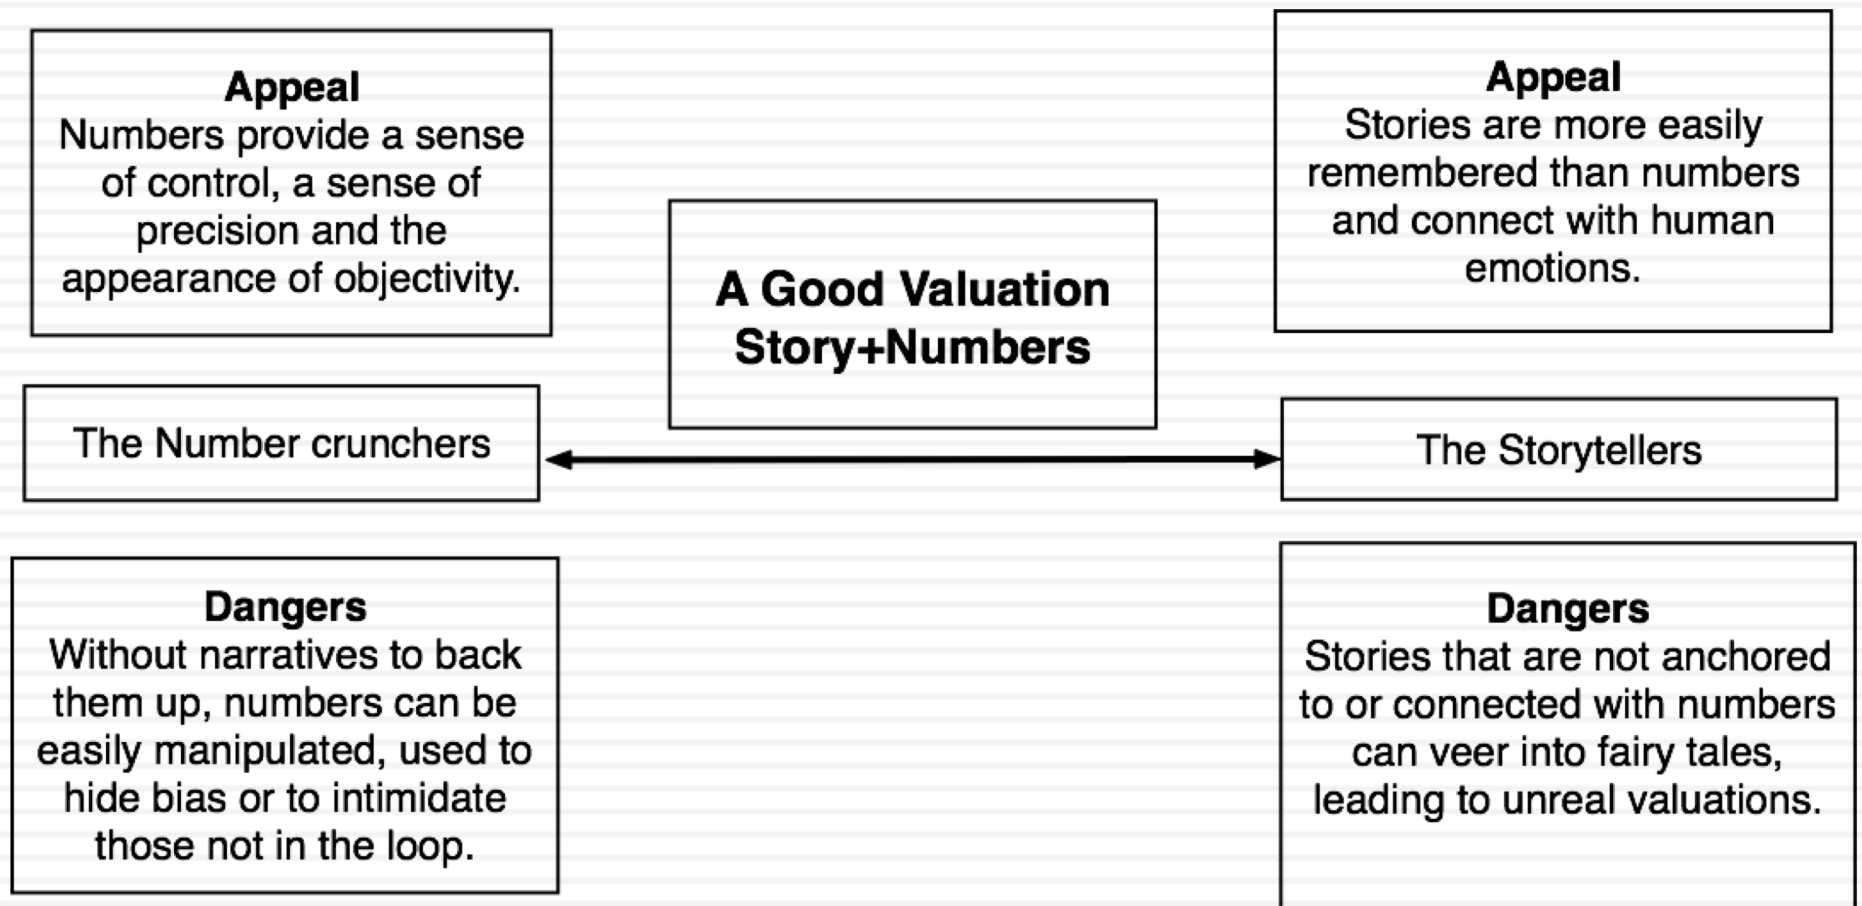 Appeal
Numbers provide a sense
of control, a sense of
precision and the
appearance of objectivity.
Appeal
Stories are more easily
remembered than numbers
and connect with human
emotions.
A Good Valuation
Story+Numbers
The Number crunchers
The Storytellers
Dangers
Without narratives to back
them up, numbers can be
easily manipulated, used to
hide bias or to intimidate
those not in the loop.
Dangers
Stories that are not anchored
to or connected with numbers
can veer into fairy tales,
leading to unreal valuations.